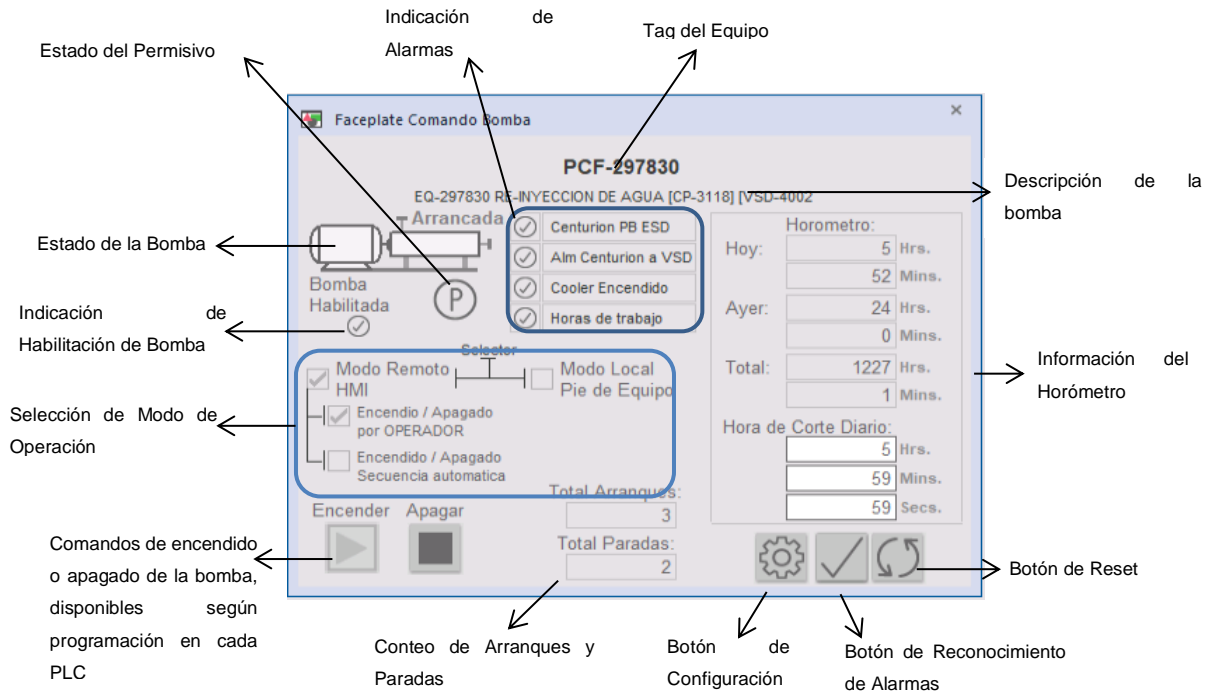 Indicación de
Alarmas
Tag del Equipo
Estado del Permisivo
Faceplate Comando Bomba
×
PCF-297830
EQ-297830 RE-INYECCION DE AGUA [CP-3118] [VSD-4002
Descripción de la
bomba
Arrancada
Centurion PB ESD
Alm Centurion a VSD
Cooler Encendido
Horas de trabajo
Estado de la Bomba
Bomba
Habilitada
P
Indicación de
Habilitación de Bomba
Horometro:
Hoy: 5 Hrs.
52 Mins.
Ayer: 24 Hrs.
0 Mins.
Total: 1227 Hrs.
1 Mins.
Información del
Horómetro
Selector
Modo Remoto
HMI
Modo Local
Pie de Equipo
Encendio / Apagado
por OPERADOR
Encendido / Apagado
Secuencia automatica
Selección de Modo de
Operación
Hora de Corte Diario:
5 Hrs.
59 Mins.
59 Secs.
Encender Apagar
Total Arranques:
3
Total Paradas:
2
Comandos de encendido
o apagado de la bomba,
disponibles según
programación en cada
PLC
Botón de Reset
Conteo de Arranques y
Paradas
Botón de
Configuración
Botón de Reconocimiento
de Alarmas